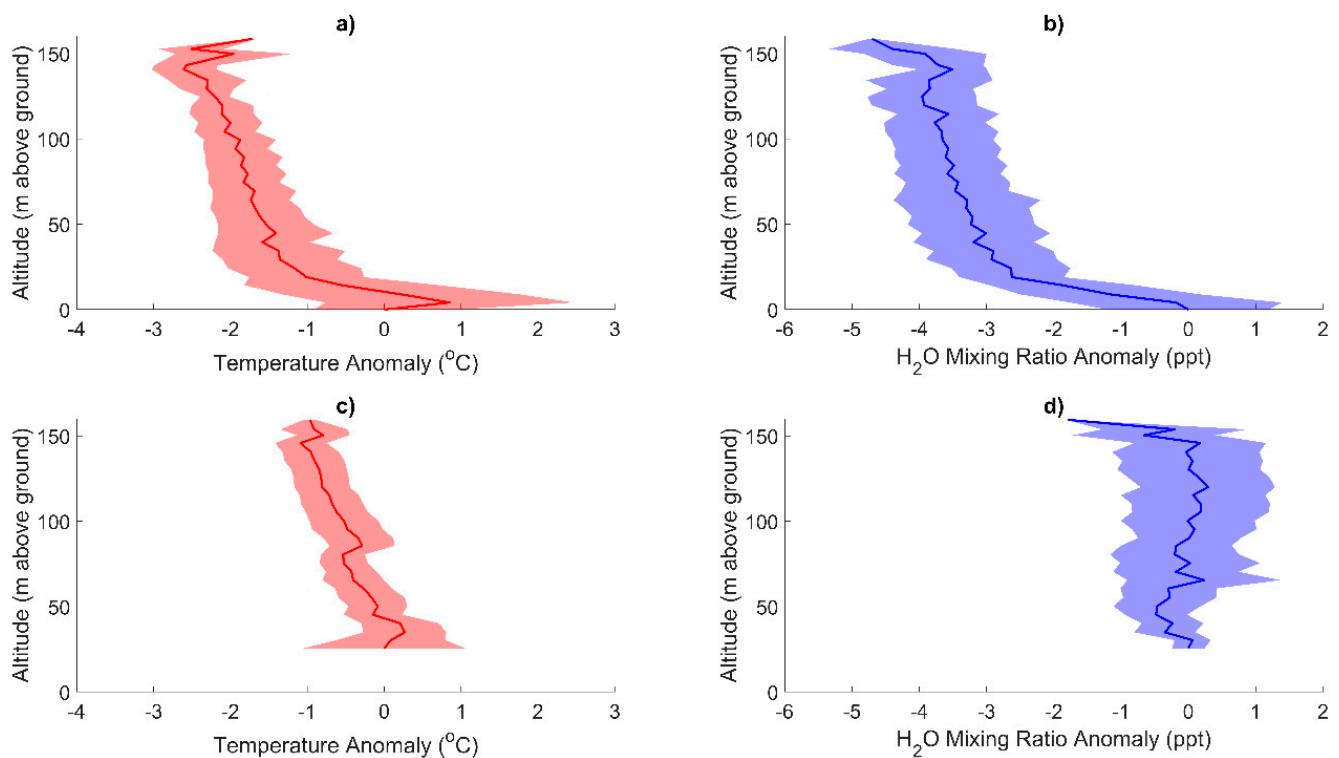 a)
150
100
50
0
Altitude (m above ground)
-4 -3 -2 -1 0 1 2 3
Temperature Anomaly (°C)
b)
150
100
50
0
Altitude (m above ground)
-6 -5 -4 -3 -2 -1 0 1 2
H₂O Mixing Ratio Anomaly (ppt)
c)
150
100
50
0
Altitude (m above ground)
-4 -3 -2 -1 0 1 2 3
Temperature Anomaly (°C)
d)
150
100
50
0
Altitude (m above ground)
-6 -5 -4 -3 -2 -1 0 1 2
H₂O Mixing Ratio Anomaly (ppt)